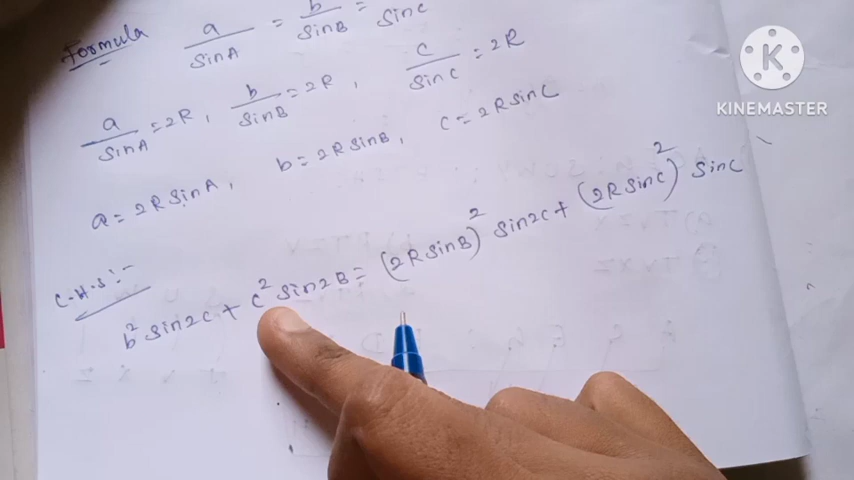 Formula a/sinA = b/sinB = sinC
a/sinA = 2R, b/sinB = 2R, c/sinC = 2R
a = 2R sinA, b = 2R sinB, c = 2R sinC
L.H.S :-
b² sin2C + c² sin2B = (2R sinB)² sin2C + (2R sinC)² sinC
KINEMASTER